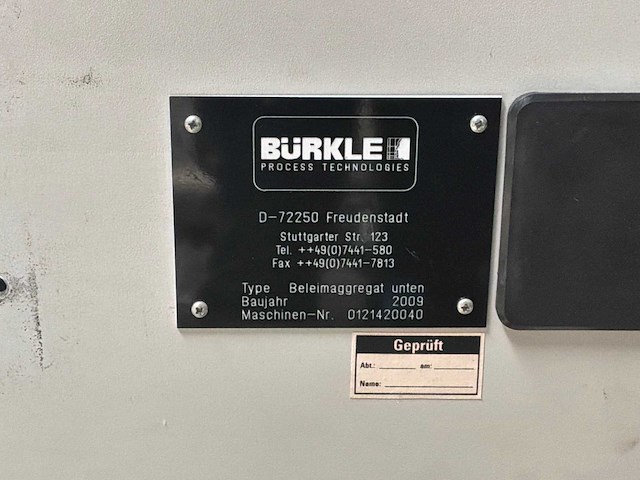 BÜRKLE
PROCESS TECHNOLOGIES
D-72250 Freudenstadt
Stuttgarter Str. 123
Tel. ++49(0)7441-580
Fax ++49(0)7441-7813
Type Beleimaggregat unten
Baujahr 2009
Maschinen-Nr. 0121420040
Geprüft
Abt.: am:
Name: